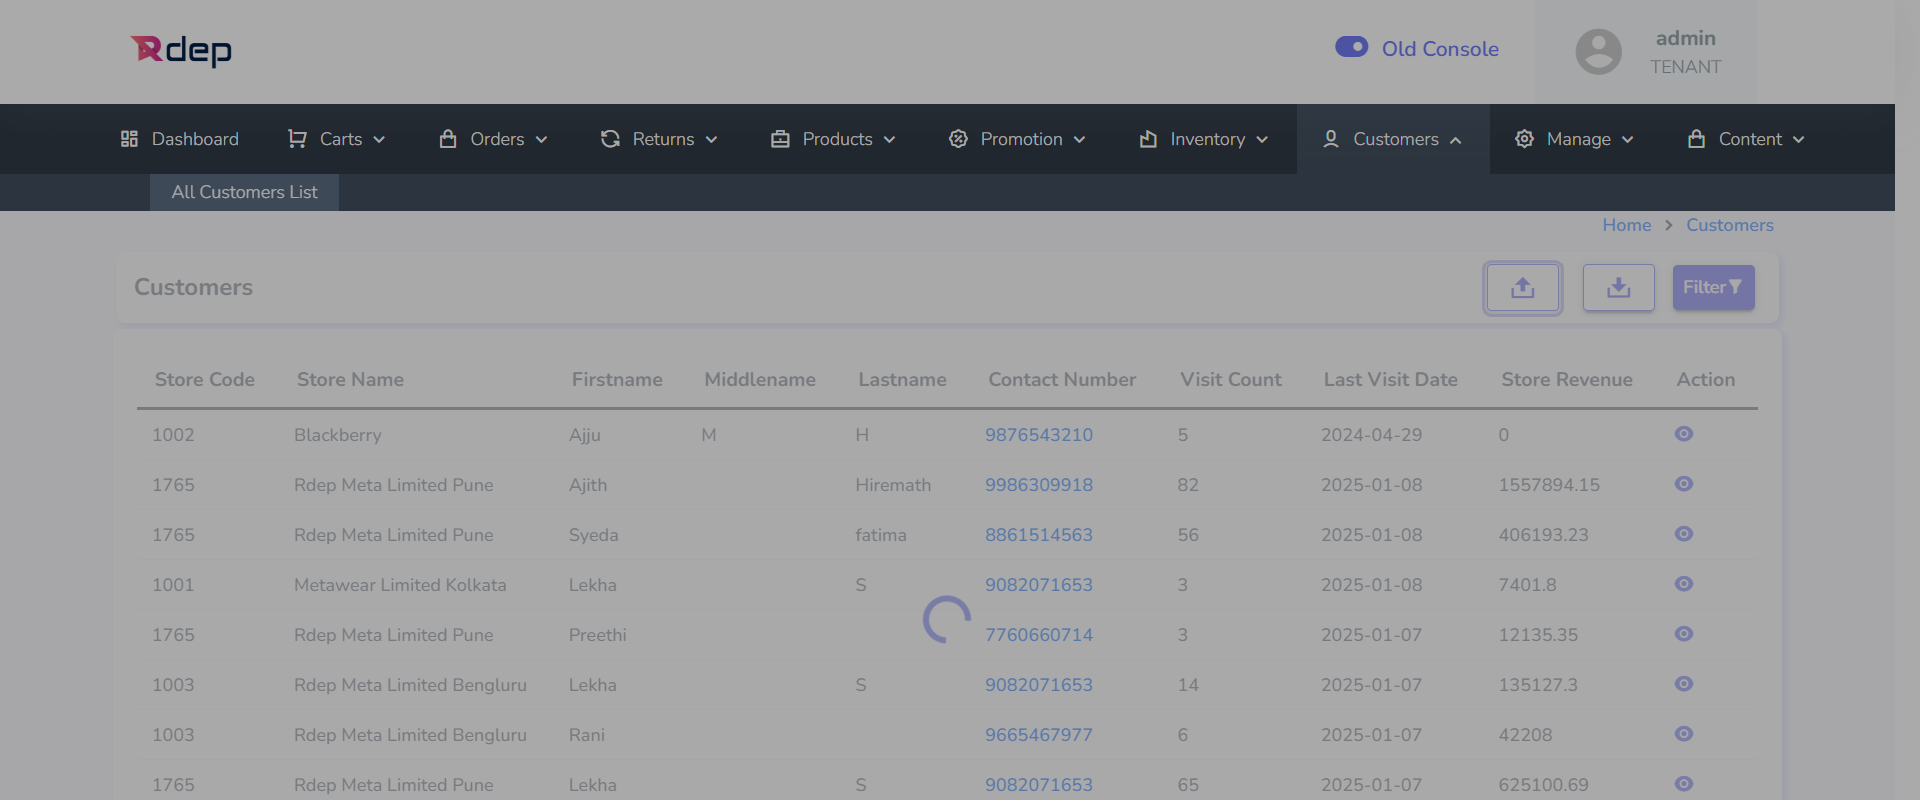 Rdep
Old Console
admin
TENANT
Dashboard Carts Orders Returns Products Promotion Inventory Customers Manage Content
All Customers List
Home > Customers
Customers
Filter
Store Code Store Name Firstname Middlename Lastname Contact Number Visit Count Last Visit Date Store Revenue Action
1002 Blackberry Ajju M H 9876543210 5 2024-04-29 0
1765 Rdep Meta Limited Pune Ajith Hiremath 9986309918 82 2025-01-08 1557894.15
1765 Rdep Meta Limited Pune Syeda fatima 8861514563 56 2025-01-08 406193.23
1001 Metawear Limited Kolkata Lekha S 9082071653 3 2025-01-08 7401.8
1765 Rdep Meta Limited Pune Preethi 7760660714 3 2025-01-07 12135.35
1003 Rdep Meta Limited Bengluru Lekha S 9082071653 14 2025-01-07 135127.3
1003 Rdep Meta Limited Bengluru Rani 9665467977 6 2025-01-07 42208
1765 Rdep Meta Limited Pune Lekha S 9082071653 65 2025-01-07 625100.69